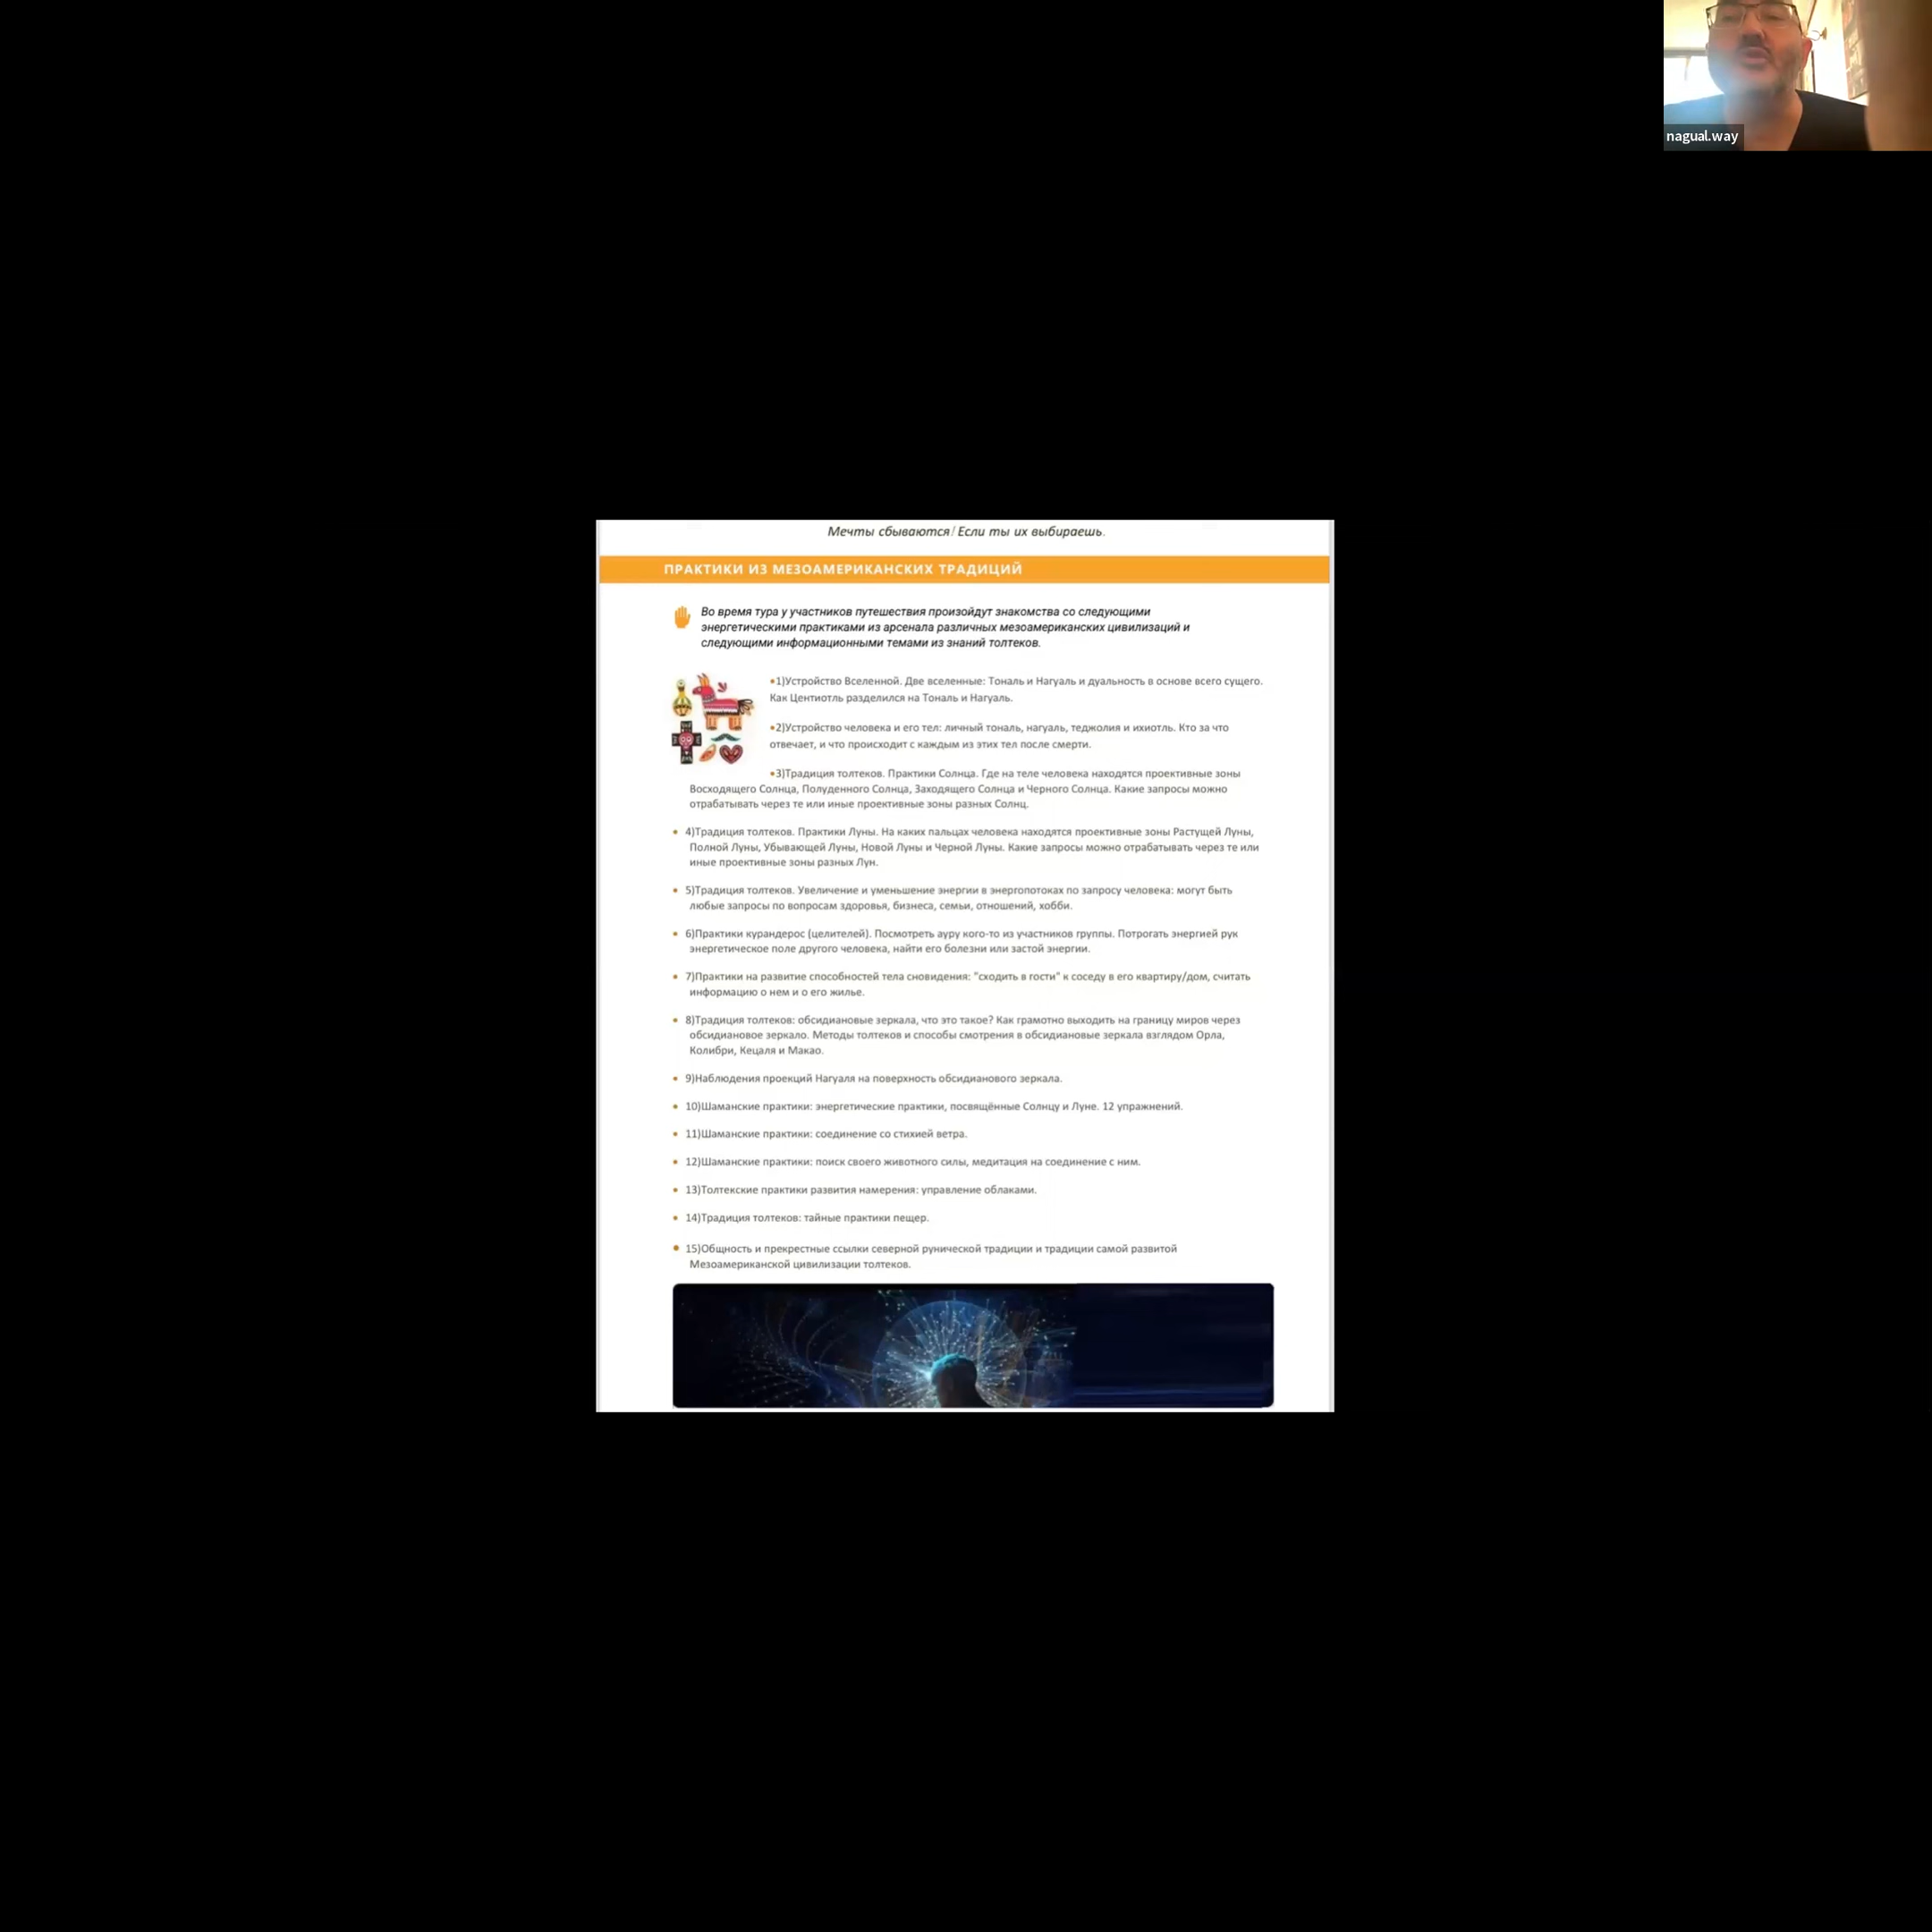 nagual.way
Мечты сбываются! Если ты их выбираешь.
ПРАКТИКИ ИЗ МЕЗОАМЕРИКАНСКИХ ТРАДИЦИЙ
Во время тура у участников путешествия произойдут знакомства со следующими
энергетическими практиками из арсенала различных мезоамериканских цивилизаций и
следующими информационными темами из знаний толтеков.
•1)Устройство Вселенной. Две вселенные: Тональ и Нагуаль и дуальность в основе всего сущего.
Как Центиотль разделился на Тональ и Нагуаль.
•2)Устройство человека и его тел: личный тональ, нагуаль, теджолия и ихиотль. Кто за что
отвечает, и что происходит с каждым из этих тел после смерти.
•3)Традиция толтеков. Практики Солнца. Где на теле человека находятся проективные зоны
Восходящего Солнца, Полуденного Солнца, Заходящего Солнца и Черного Солнца. Какие запросы можно
отрабатывать через те или иные проективные зоны разных Солнц.
• 4)Традиция толтеков. Практики Луны. На каких пальцах человека находятся проективные зоны Растущей Луны,
Полной Луны, Убывающей Луны, Новой Луны и Черной Луны. Какие запросы можно отрабатывать через те или
иные проективные зоны разных Лун.
• 5)Традиция толтеков. Увеличение и уменьшение энергии в энергопотоках по запросу человека: могут быть
любые запросы по вопросам здоровья, бизнеса, семьи, отношений, хобби.
• 6)Практики курандерос (целителей). Посмотреть ауру кого-то из участников группы. Потрогать энергией рук
энергетическое поле другого человека, найти его болезни или застой энергии.
• 7)Практики на развитие способностей тела сновидения: "сходить в гости" к соседу в его квартиру/дом, считать
информацию о нем и о его жилье.
• 8)Традиция толтеков: обсидиановые зеркала, что это такое? Как грамотно выходить на границу миров через
обсидиановое зеркало. Методы толтеков и способы смотрения в обсидиановые зеркала взглядом Орла,
Колибри, Кецаля и Макао.
• 9)Наблюдения проекций Нагуаля на поверхность обсидианового зеркала.
• 10)Шаманские практики: энергетические практики, посвящённые Солнцу и Луне. 12 упражнений.
• 11)Шаманские практики: соединение со стихией ветра.
• 12)Шаманские практики: поиск своего животного силы, медитация на соединение с ним.
• 13)Толтекские практики развития намерения: управление облаками.
• 14)Традиция толтеков: тайные практики пещер.
• 15)Общность и прекрестные ссылки северной рунической традиции и традиции самой развитой
Мезоамериканской цивилизации толтеков.